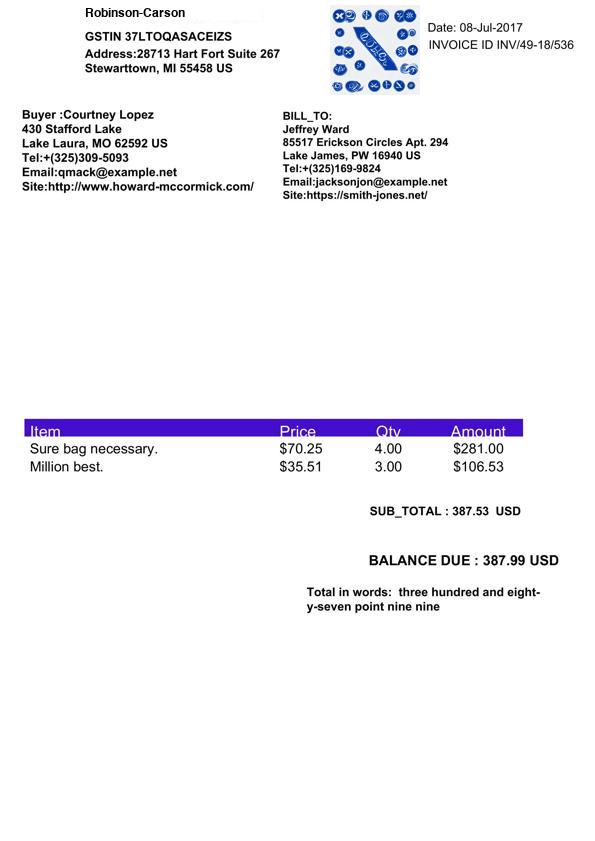 Robinson-Carson
GSTIN 37LTOQASACEIZS
Address:28713 Hart Fort Suite 267
Stewarttown, MI 55458 US
Date: 08-Jul-2017
INVOICE ID INV/49-18/536
Buyer :Courtney Lopez
430 Stafford Lake
Lake Laura, MO 62592 US
Tel:+(325)309-5093
Email:qmack@example.net
Site:http://www.howard-mccormick.com/
BILL_TO:
Jeffrey Ward
85517 Erickson Circles Apt. 294
Lake James, PW 16940 US
Tel:+(325)169-9824
Email:jacksonjon@example.net
Site:https://smith-jones.net/
Item Price Qty Amount
Sure bag necessary. $70.25 4.00 $281.00
Million best. $35.51 3.00 $106.53
SUB_TOTAL : 387.53 USD
BALANCE DUE : 387.99 USD
Total in words: three hundred and eight-
y-seven point nine nine